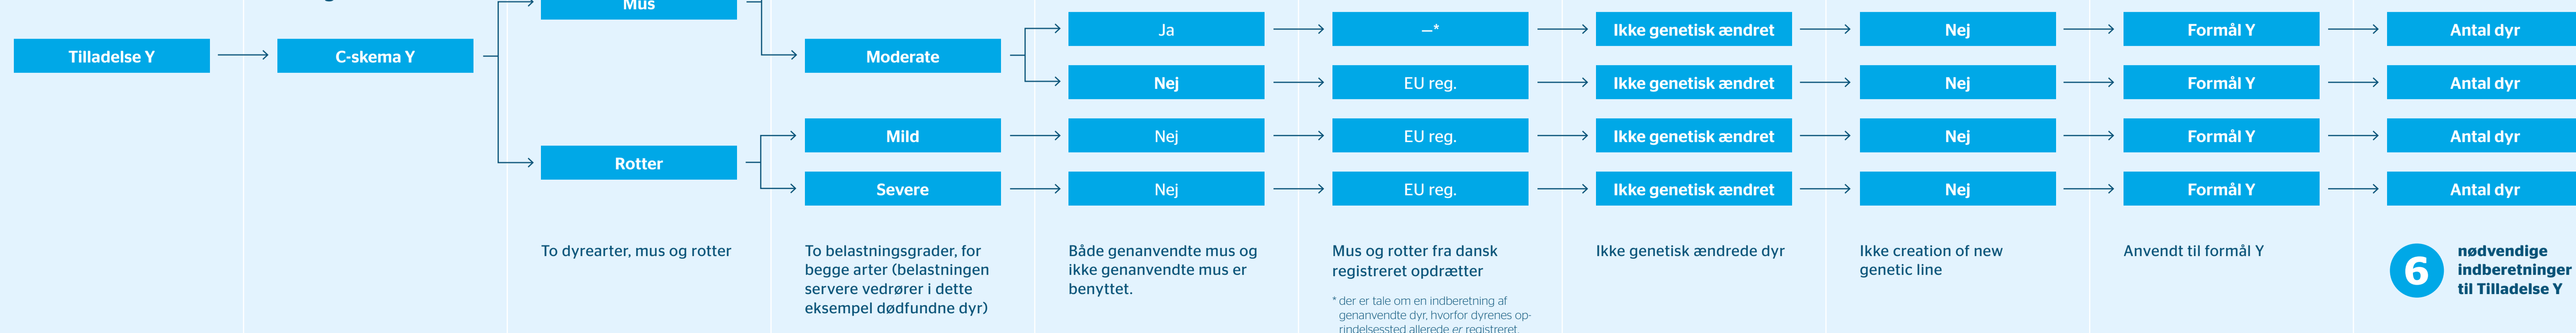 Mus
Ja
–*
Ikke genetisk ændret
Nej
Formål Y
Antal dyr
Tilladelse Y
C-skema Y
Moderate
Nej
EU reg.
Ikke genetisk ændret
Nej
Formål Y
Antal dyr
Mild
Nej
EU reg.
Ikke genetisk ændret
Nej
Formål Y
Antal dyr
Rotter
Severe
Nej
EU reg.
Ikke genetisk ændret
Nej
Formål Y
Antal dyr
To dyrearter, mus og rotter
To belastningsgrader, for
begge arter (belastningen
servere vedrører i dette
eksempel dødfundne dyr)
Både genanvendte mus og
ikke genanvendte mus er
benyttet.
Mus og rotter fra dansk
registreret opdrætter
* der er tale om en indberetning af
genanvendte dyr, hvorfor dyrenes op-
rindelsessted allerede er registreret.
Ikke genetisk ændrede dyr
Ikke creation of new
genetic line
Anvendt til formål Y
6
nødvendige
indberetninger
til Tilladelse Y